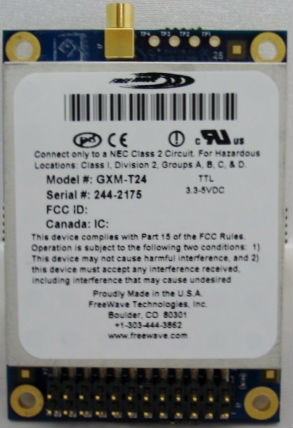 TP4 TP3 TP2 TP1
FREEWAVE
CE c UL us
Connect only to a NEC Class 2 Circuit. For Hazardous
Locations: Class I, Division 2, Groups A, B, C, & D.
Model #: GXM-T24 TTL
Serial #: 244-2175 3.3-5VDC
FCC ID:
Canada: IC:
This device complies with Part 15 of the FCC Rules.
Operation is subject to the following two conditions: 1)
This device may not cause harmful interference, and 2)
this device must accept any interference received,
including interference that may cause undesired
Proudly Made in the U.S.A.
FreeWave Technologies, Inc.
Boulder, CO 80301
+1-303-444-3862
www.freewave.com